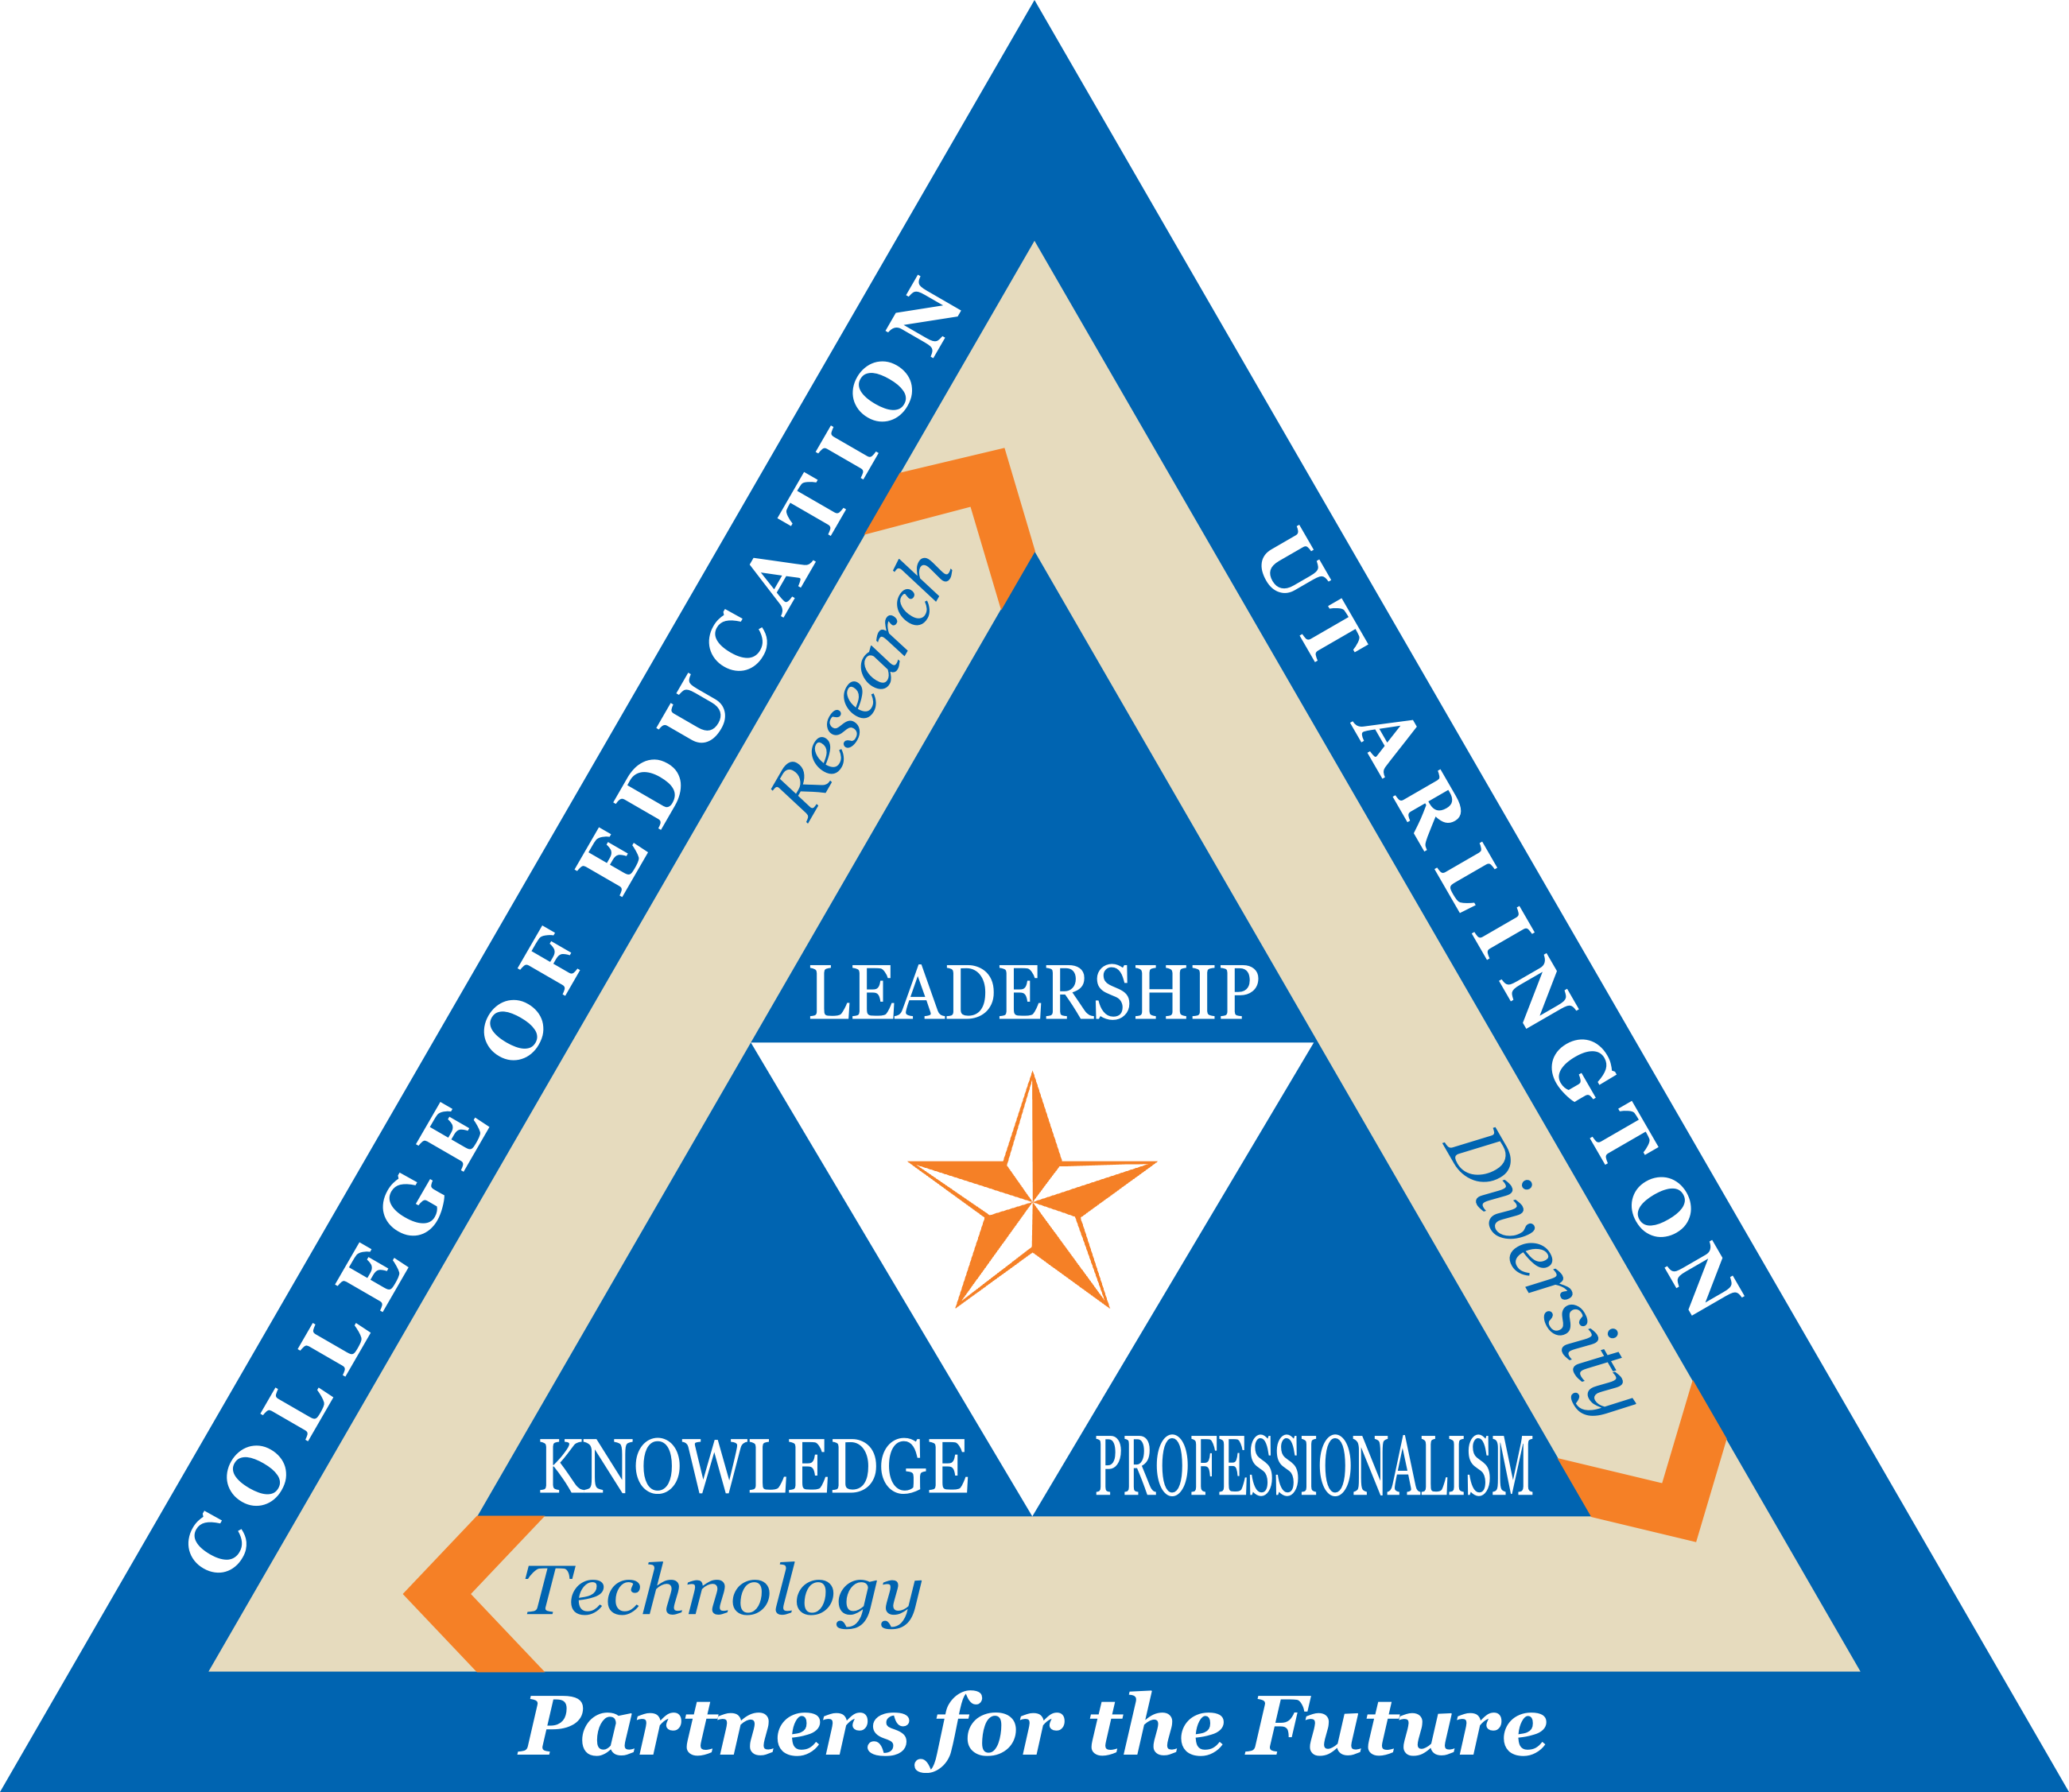 COLLEGE OF EDUCATION
UT ARLINGTON
Research
LEADERSHIP
Diversity
KNOWLEDGE
PROFESSIONALISM
Technology
Partners for the Future